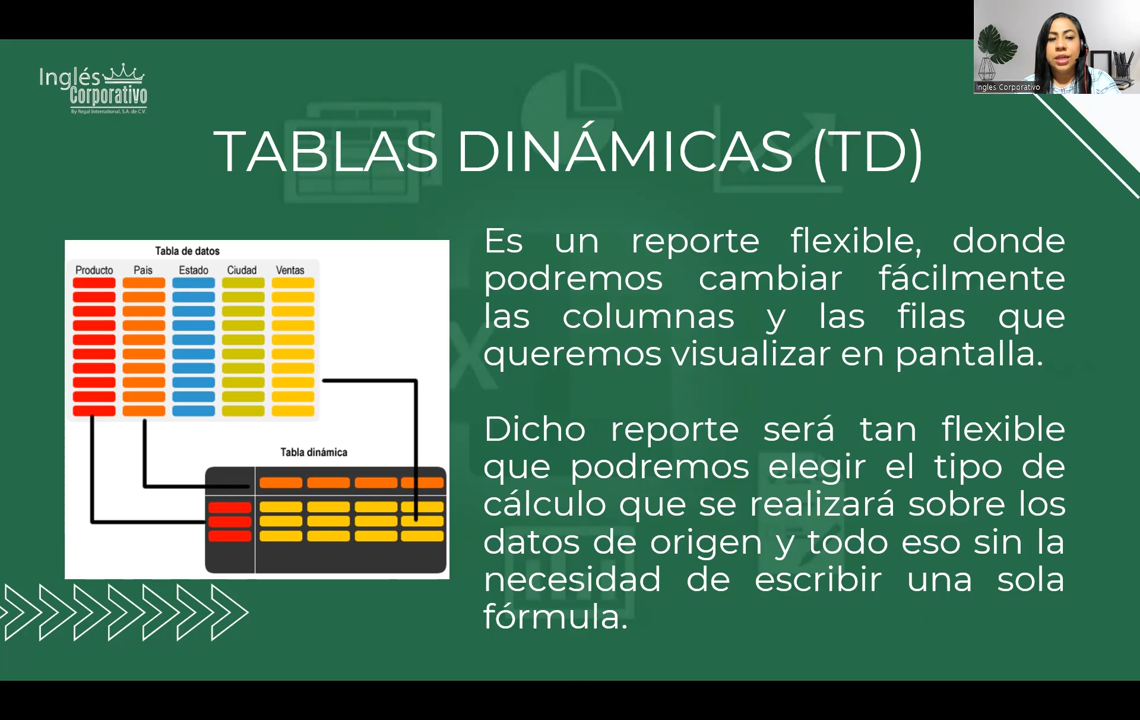 Inglés
Corporativo
By Regal International, S.A. de C.V.
Ingles Corporativo
TABLAS DINÁMICAS (TD)
Tabla de datos
Producto País Estado Ciudad Ventas
Tabla dinámica
Es un reporte flexible, donde
podremos cambiar fácilmente
las columnas y las filas que
queremos visualizar en pantalla.
Dicho reporte será tan flexible
que podremos elegir el tipo de
cálculo que se realizará sobre los
datos de origen y todo eso sin la
necesidad de escribir una sola
fórmula.